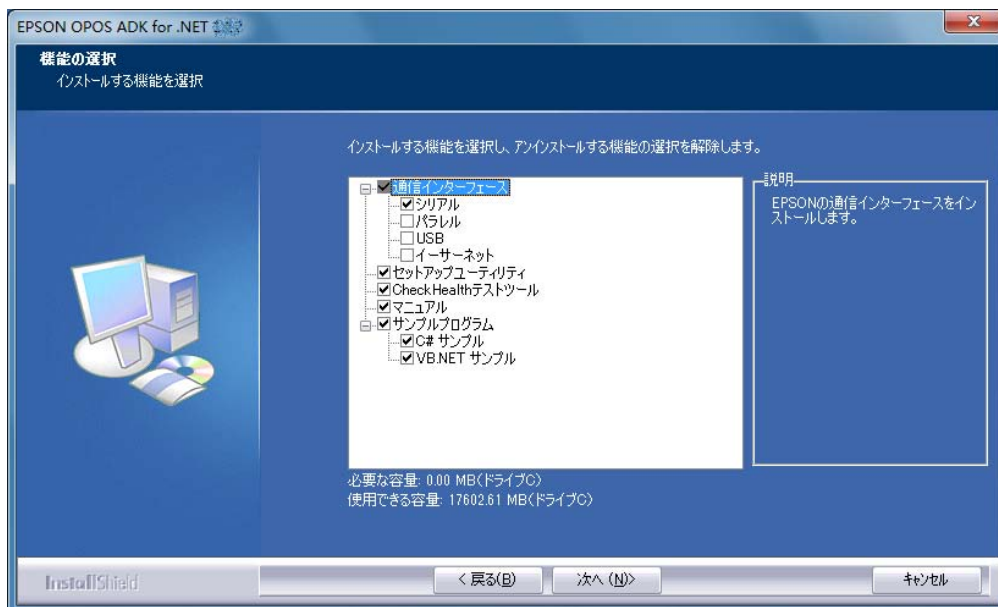 EPSON OPOS ADK for .NET
機能の選択
インストールする機能を選択
インストールする機能を選択し、アンインストールする機能の選択を解除します。
通信インターフェース
シリアル
パラレル
USB
イーサーネット
セットアップユーティリティ
CheckHealthテストツール
マニュアル
サンプルプログラム
C# サンプル
VB.NET サンプル
説明
EPSONの通信インターフェースをイン
ストールします。
必要な容量: 0.00 MB(ドライブC)
使用できる容量: 17602.61 MB(ドライブC)
InstallShield
< 戻る(B)
次へ (N)>
キャンセル